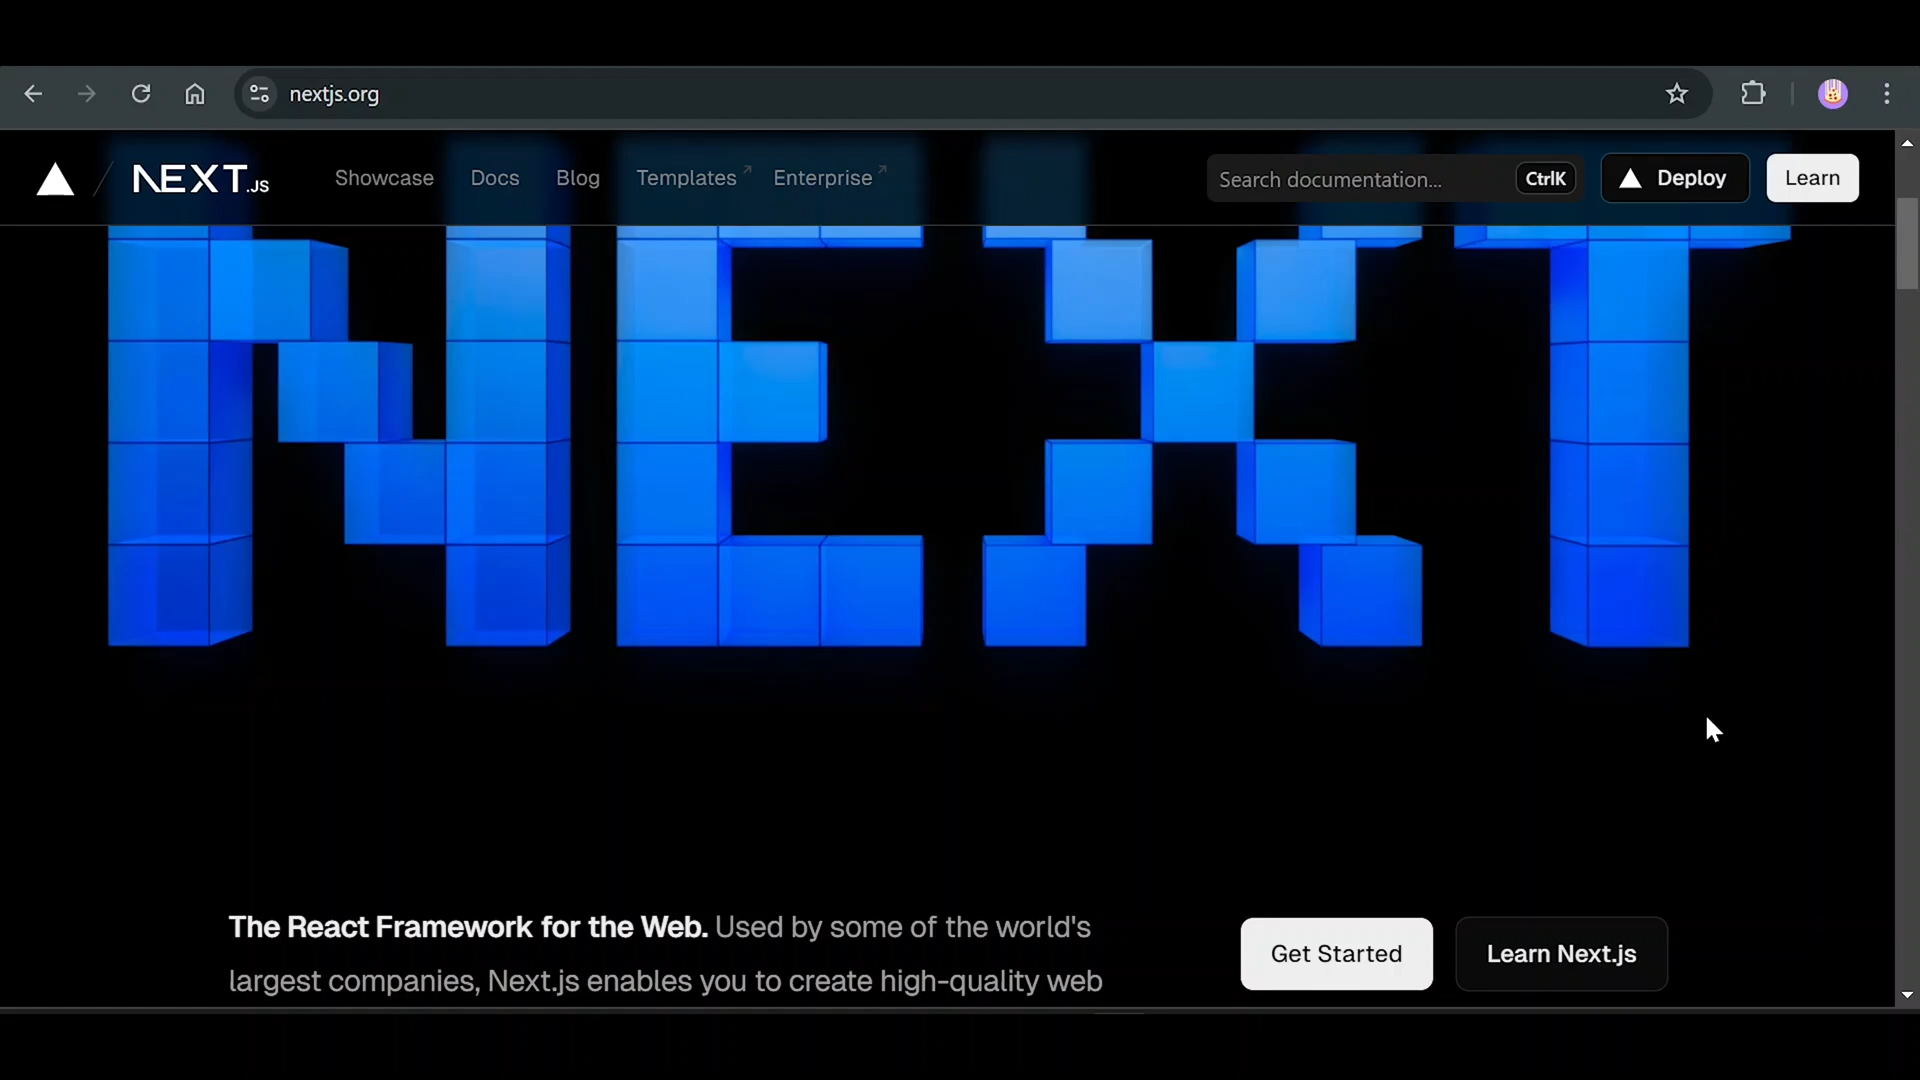 nextjs.org
NEXT.JS
Showcase
Docs
Blog
Templates
Enterprise
Search documentation...
CtrlK
Deploy
Learn
NEXT
The React Framework for the Web. Used by some of the world's
largest companies, Next.js enables you to create high-quality web
Get Started
Learn Next.js